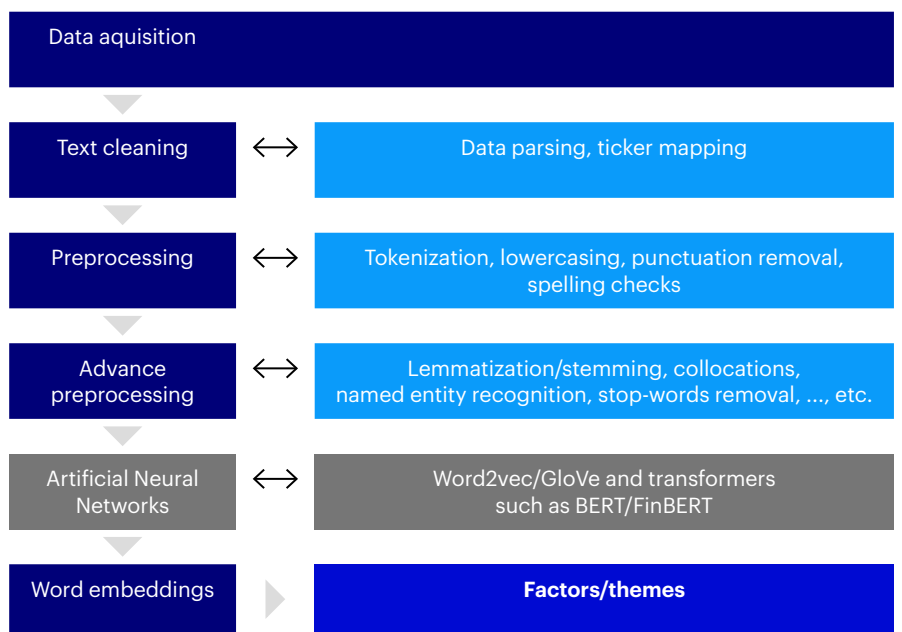 Data aquisition
Text cleaning
Data parsing, ticker mapping
Preprocessing
Tokenization, lowercasing, punctuation removal,
spelling checks
Advance
preprocessing
Lemmatization/stemming, collocations,
named entity recognition, stop-words removal, ..., etc.
Artificial Neural
Networks
Word2vec/GloVe and transformers
such as BERT/FinBERT
Word embeddings
Factors/themes